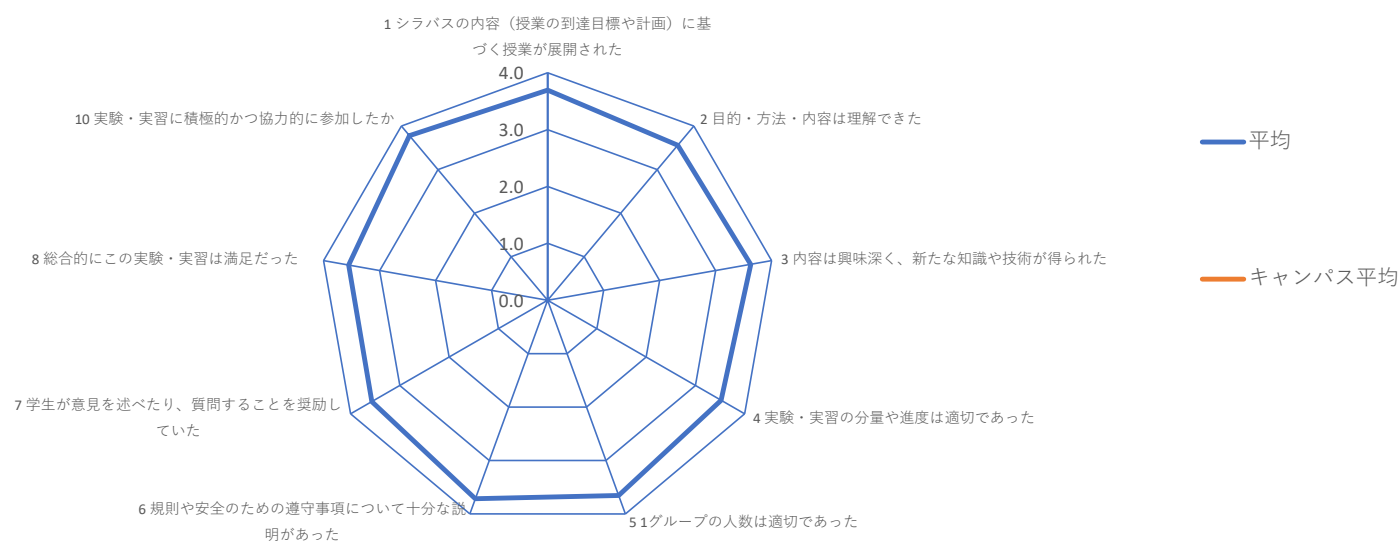 1 シラバスの内容（授業の到達目標や計画）に基
づく授業が展開された
4.0
3.0
2.0
1.0
0.0
2 目的・方法・内容は理解できた
3 内容は興味深く、新たな知識や技術が得られた
4 実験・実習の分量や進度は適切であった
5 1グループの人数は適切であった
6 規則や安全のための遵守事項について十分な説
明があった
7 学生が意見を述べたり、質問することを奨励し
ていた
8 総合的にこの実験・実習は満足だった
10 実験・実習に積極的かつ協力的に参加したか
平均
キャンパス平均